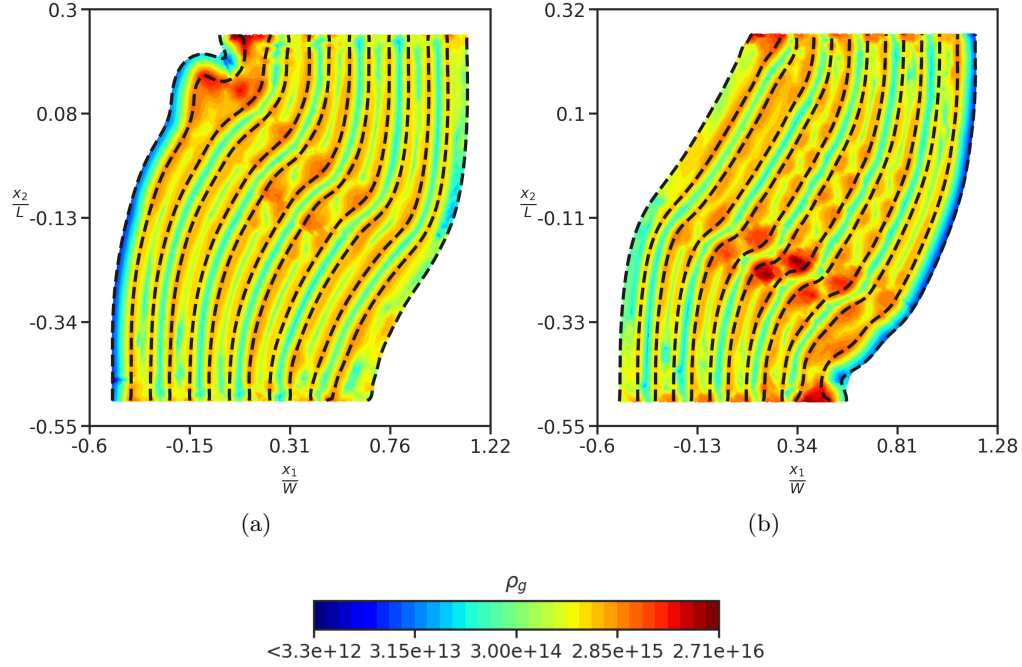 0.3
0.08
-0.13
-0.34
-0.55
x₂/L
-0.6 -0.15 0.31 0.76 1.22
x₁/W
(a)
0.32
0.1
-0.11
-0.33
-0.55
x₂/L
-0.6 -0.13 0.34 0.81 1.28
x₁/W
(b)
ρ_g
<3.3e+12 3.15e+13 3.00e+14 2.85e+15 2.71e+16